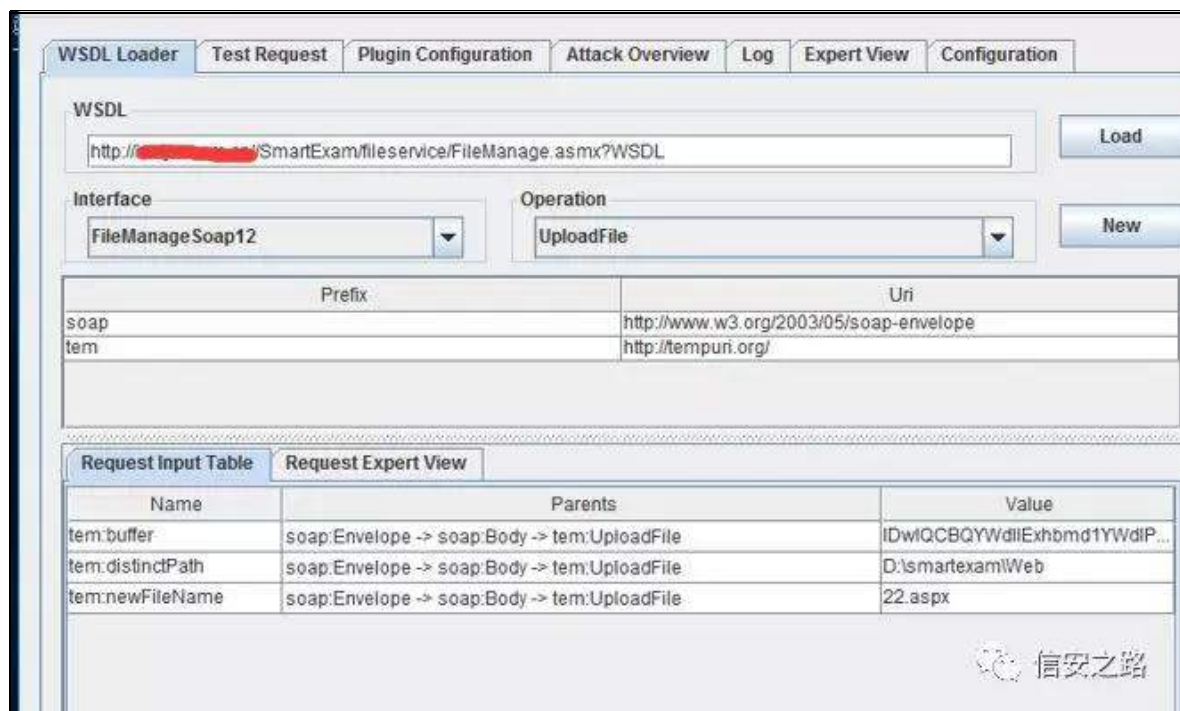 WSDL Loader Test Request Plugin Configuration Attack Overview Log Expert View Configuration
WSDL
http:// /SmartExam/fileservice/FileManage.asmx?WSDL
Load
Interface Operation
FileManageSoap12 UploadFile
New
Prefix Uri
soap http://www.w3.org/2003/05/soap-envelope
tem http://tempuri.org/
Request Input Table Request Expert View
Name Parents Value
tem:buffer soap:Envelope -> soap:Body -> tem:UploadFile
tem:distinctPath soap:Envelope -> soap:Body -> tem:UploadFile D:\smartexam\Web
tem:newFileName soap:Envelope -> soap:Body -> tem:UploadFile 22.aspx
信安之路